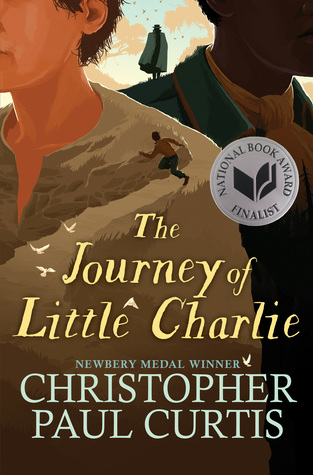 NATIONAL BOOK AWARD
FINALIST
The
Journey of
Little Charlie
NEWBERY MEDAL WINNER
CHRISTOPHER
PAUL CURTIS